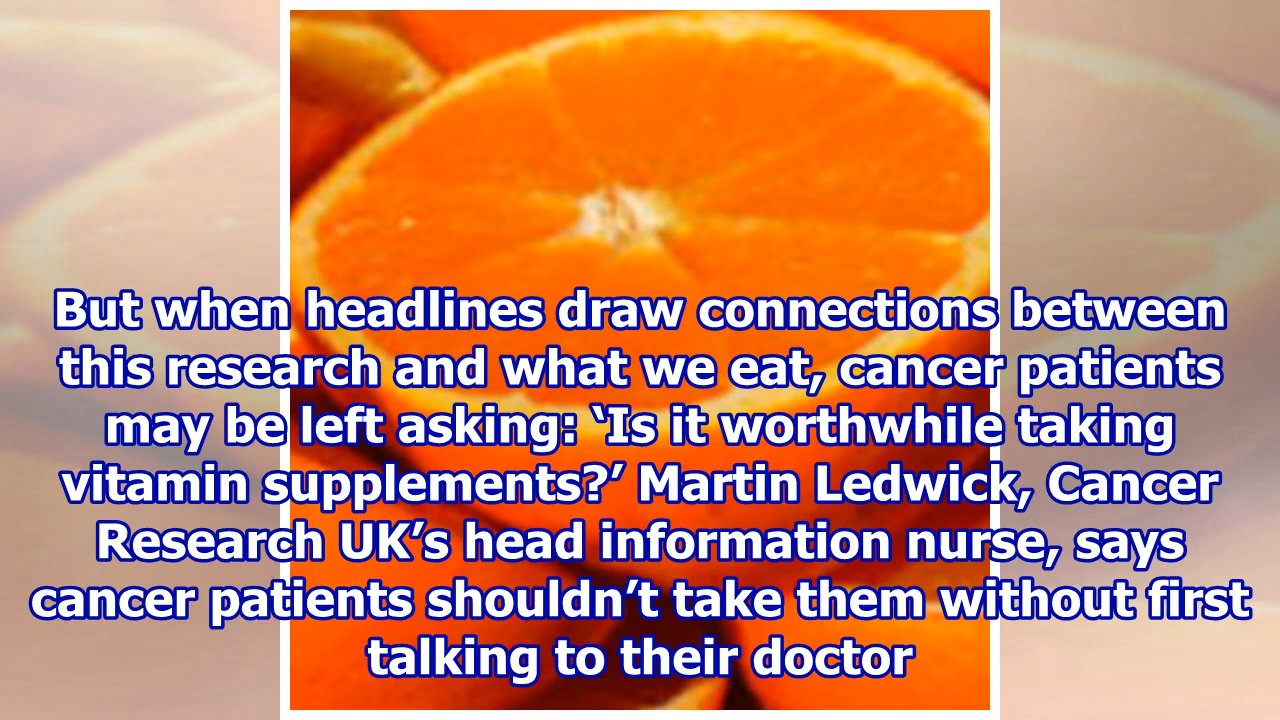 But when headlines draw connections between
this research and what we eat, cancer patients
may be left asking: ‘Is it worthwhile taking
vitamin supplements?’ Martin Ledwick, Cancer
Research UK’s head information nurse, says
cancer patients shouldn’t take them without first
talking to their doctor